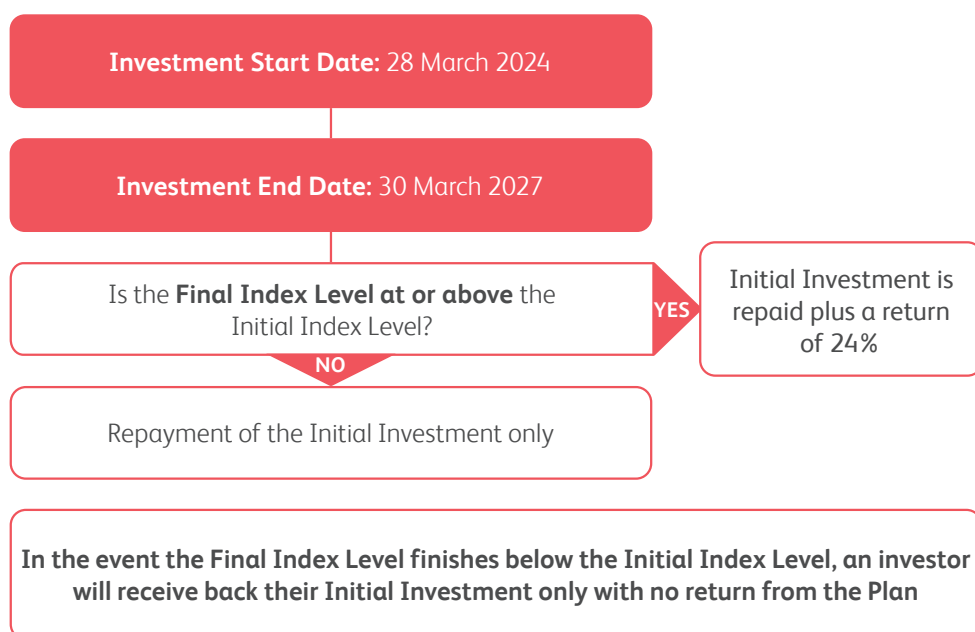 Investment Start Date: 28 March 2024
Investment End Date: 30 March 2027
Is the Final Index Level at or above the
Initial Index Level?
YES
Initial Investment is
repaid plus a return
of 24%
NO
Repayment of the Initial Investment only
In the event the Final Index Level finishes below the Initial Index Level, an investor
will receive back their Initial Investment only with no return from the Plan